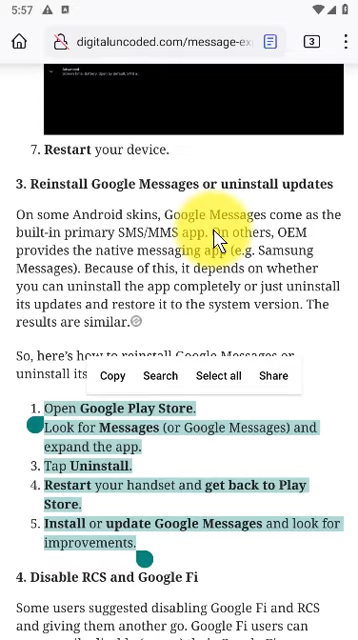 5:57
digitaluncoded.com/message-ex
3
7. Restart your device.
3. Reinstall Google Messages or uninstall updates
On some Android skins, Google Messages come as the
built-in primary SMS/MMS app. On others, OEM
provides the native messaging app (e.g. Samsung
Messages). Because of this, it depends on whether
you can uninstall the app completely or just uninstall
its updates and restore it to the system version. The
results are similar.
So, here's how to reinstall Google Messages or
uninstall its
Copy Search Select all Share
1. Open Google Play Store.
Look for Messages (or Google Messages) and
expand the app.
3. Tap Uninstall.
4. Restart your handset and get back to Play
Store.
5. Install or update Google Messages and look for
improvements.
4. Disable RCS and Google Fi
Some users suggested disabling Google Fi and RCS
and giving them another go. Google Fi users can